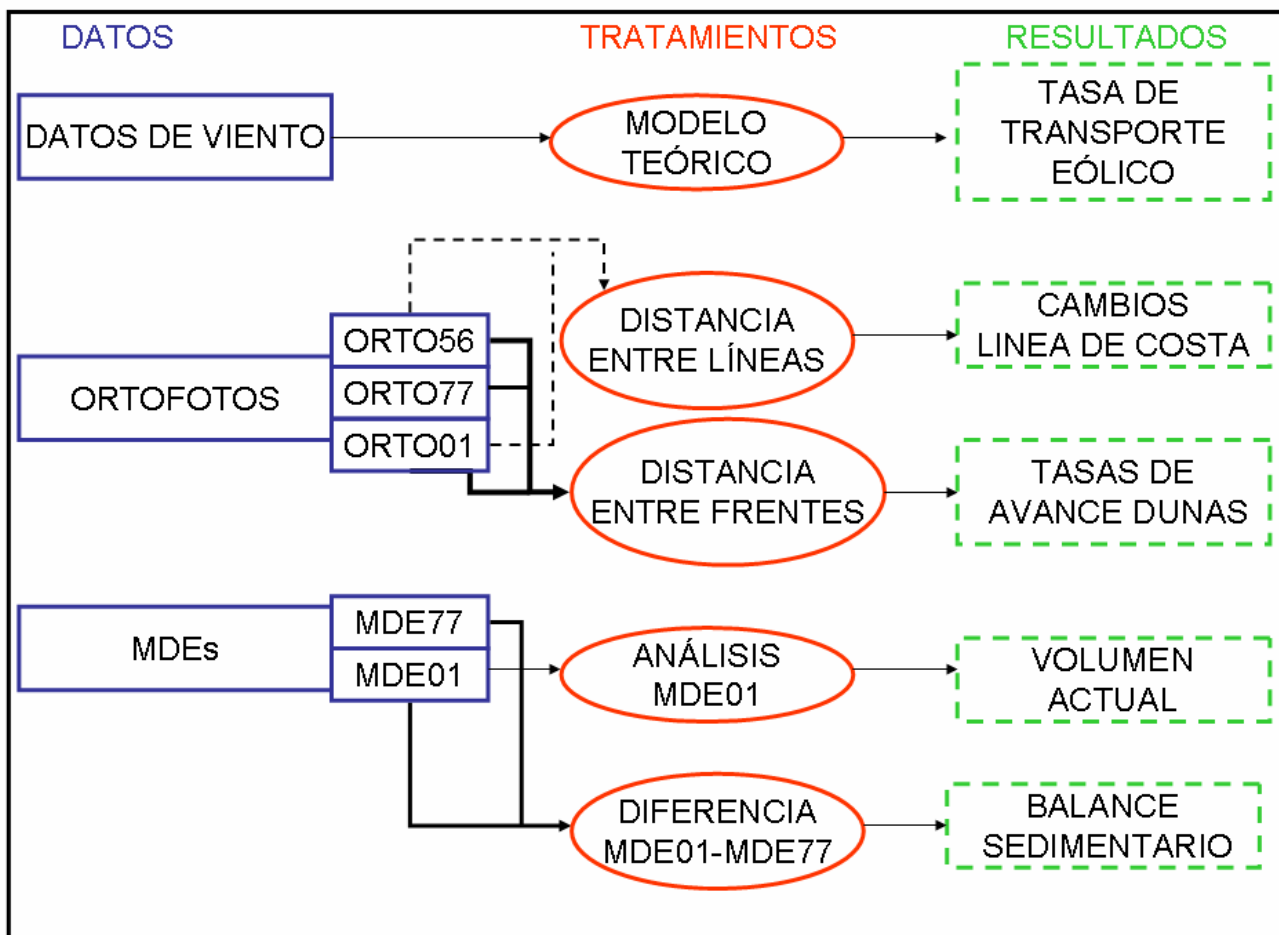 DATOS
TRATAMIENTOS
RESULTADOS
DATOS DE VIENTO
MODELO
TEÓRICO
TASA DE
TRANSPORTE
EÓLICO
ORTOFOTOS
ORTO56
ORTO77
ORTO01
DISTANCIA
ENTRE LÍNEAS
CAMBIOS
LINEA DE COSTA
DISTANCIA
ENTRE FRENTES
TASAS DE
AVANCE DUNAS
MDEs
MDE77
MDE01
ANÁLISIS
MDE01
VOLUMEN
ACTUAL
DIFERENCIA
MDE01-MDE77
BALANCE
SEDIMENTARIO